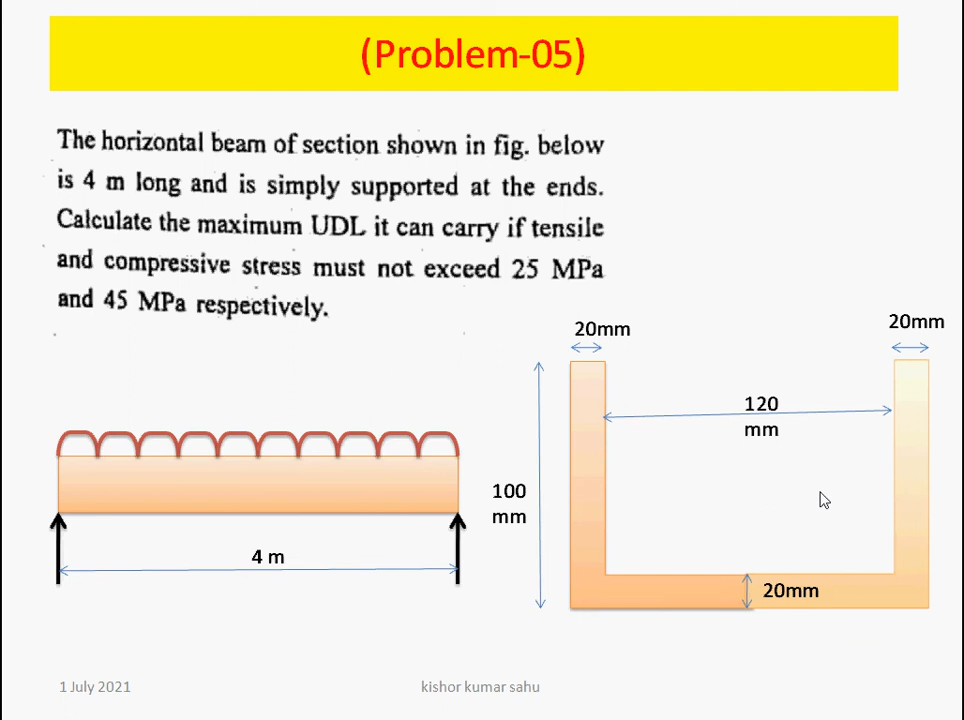 (Problem-05)
The horizontal beam of section shown in fig. below
is 4 m long and is simply supported at the ends.
Calculate the maximum UDL it can carry if tensile
and compressive stress must not exceed 25 MPa
and 45 MPa respectively.
20mm
20mm
120
mm
100
mm
4 m
20mm
1 July 2021
kishor kumar sahu